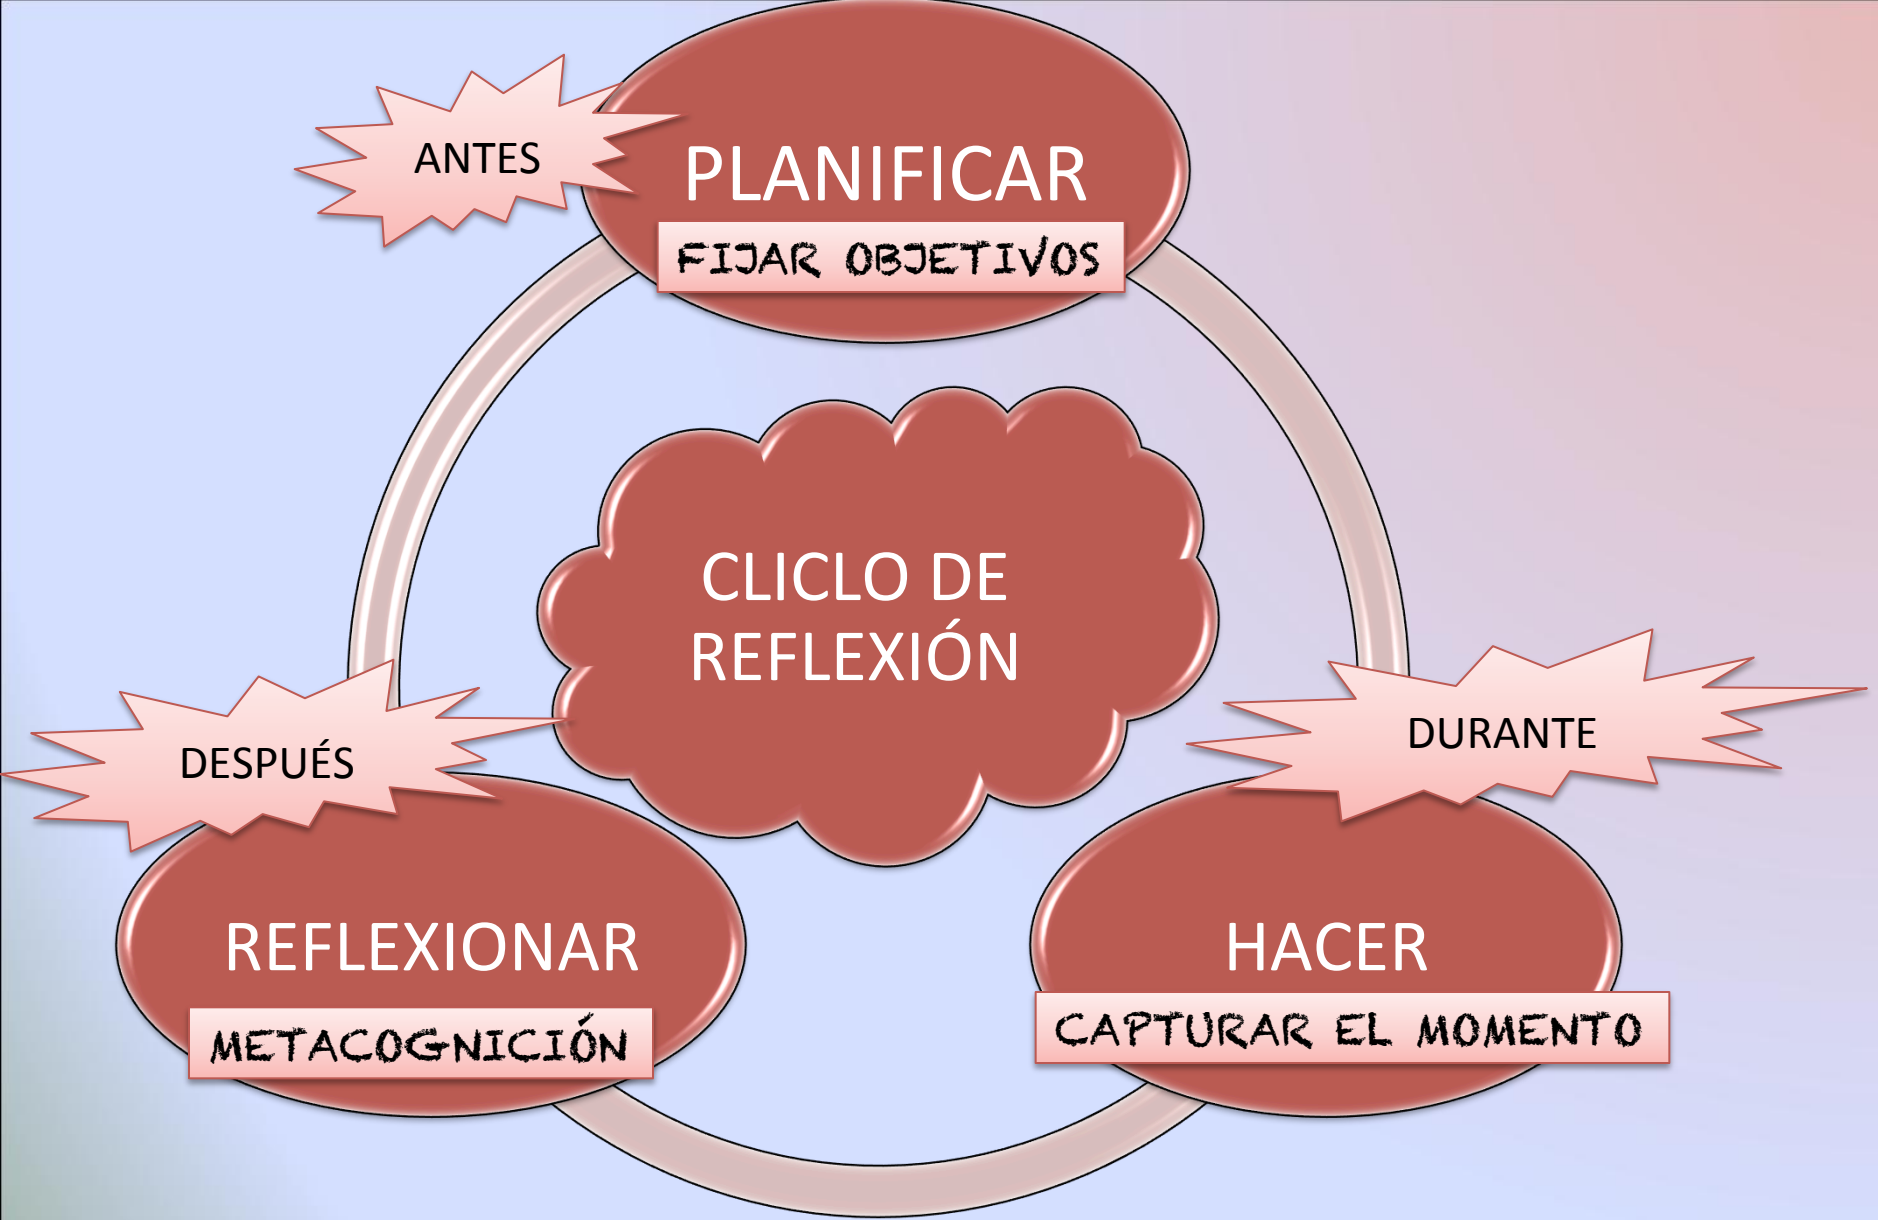 ANTES
PLANIFICAR
FIJAR OBJETIVOS
CLICLO DE
REFLEXIÓN
DURANTE
DESPUÉS
HACER
CAPTURAR EL MOMENTO
REFLEXIONAR
METACOGNICIÓN